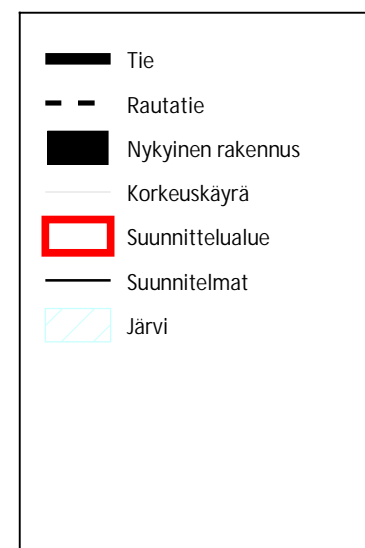 Tie
Rautatie
Nykyinen rakennus
Korkeuskäyrä
Suunnittelualue
Suunnitelmat
Järvi